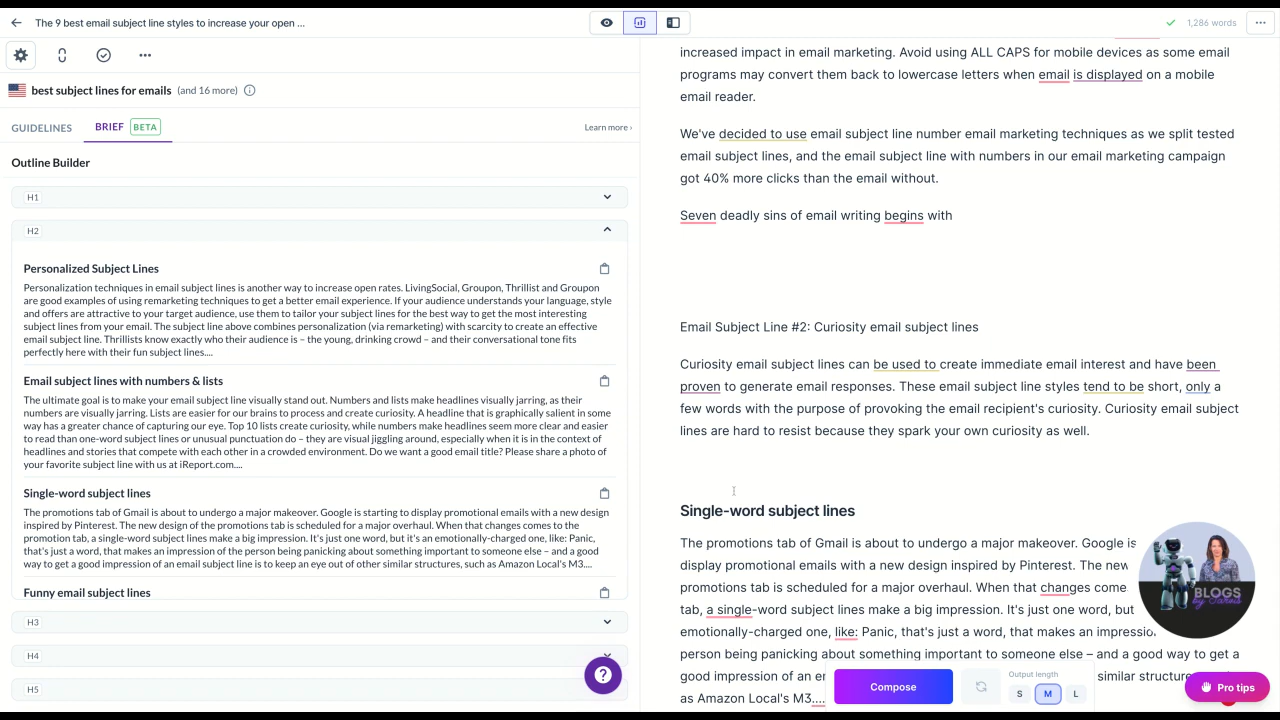 The 9 best email subject line styles to increase your open ...
1,286 words
best subject lines for emails (and 16 more)
GUIDELINES
BRIEF BETA
Learn more ›
Outline Builder
H1
H2
Personalized Subject Lines
Personalization techniques in email subject lines is another way to increase open rates. LivingSocial, Groupon, Thrillist and Groupon
are good examples of using remarketing techniques to get a better email experience. If your audience understands your language, style
and offers are attractive to your target audience, use them to tailor your subject lines for the best way to get the most interesting
subject lines from your email. The subject line above combines personalization (via remarketing) with scarcity to create an effective
email subject line. Thrillists know exactly who their audience is – the young, drinking crowd – and their conversational tone fits
perfectly here with their fun subject lines....
Email subject lines with numbers & lists
The ultimate goal is to make your email subject line visually stand out. Numbers and lists make headlines visually jarring, as their
numbers are visually jarring. Lists are easier for our brains to process and create curiosity. A headline that is graphically salient in some
way has a greater chance of capturing our eye. Top 10 lists create curiosity, while numbers make headlines seem more clear and easier
to read than one-word subject lines or unusual punctuation do – they are visual jiggling around, especially when it is in the context of
headlines and stories that compete with each other in a crowded environment. Do we want a good email title? Please share a photo of
your favorite subject line with us at iReport.com....
Single-word subject lines
The promotions tab of Gmail is about to undergo a major makeover. Google is starting to display promotional emails with a new design
inspired by Pinterest. The new design of the promotions tab is scheduled for a major overhaul. When that changes comes to the
promotion tab, a single-word subject lines make a big impression. It's just one word, but it's an emotionally-charged one, like: Panic,
that's just a word, that makes an impression of the person being panicking about something important to someone else – and a good
way to get a good impression of an email subject line is to keep an eye out of other similar structures, such as Amazon Local's M3....
Funny email subject lines
H3
H4
H5
increased impact in email marketing. Avoid using ALL CAPS for mobile devices as some email
programs may convert them back to lowercase letters when email is displayed on a mobile
email reader.
We've decided to use email subject line number email marketing techniques as we split tested
email subject lines, and the email subject line with numbers in our email marketing campaign
got 40% more clicks than the email without.
Seven deadly sins of email writing begins with
Email Subject Line #2: Curiosity email subject lines
Curiosity email subject lines can be used to create immediate email interest and have been
proven to generate email responses. These email subject line styles tend to be short, only a
few words with the purpose of provoking the email recipient's curiosity. Curiosity email subject
lines are hard to resist because they spark your own curiosity as well.
Single-word subject lines
The promotions tab of Gmail is about to undergo a major makeover. Google is
display promotional emails with a new design inspired by Pinterest. The new
promotions tab is scheduled for a major overhaul. When that changes come
tab, a single-word subject lines make a big impression. It's just one word, but
emotionally-charged one, like: Panic, that's just a word, that makes an impressio
person being panicking about something important to someone else – and a good way to get a
good impression of an em similar structur
as Amazon Local's M3....
BLOGS
by Jarvis
Compose
Output length
S M L
Pro tips